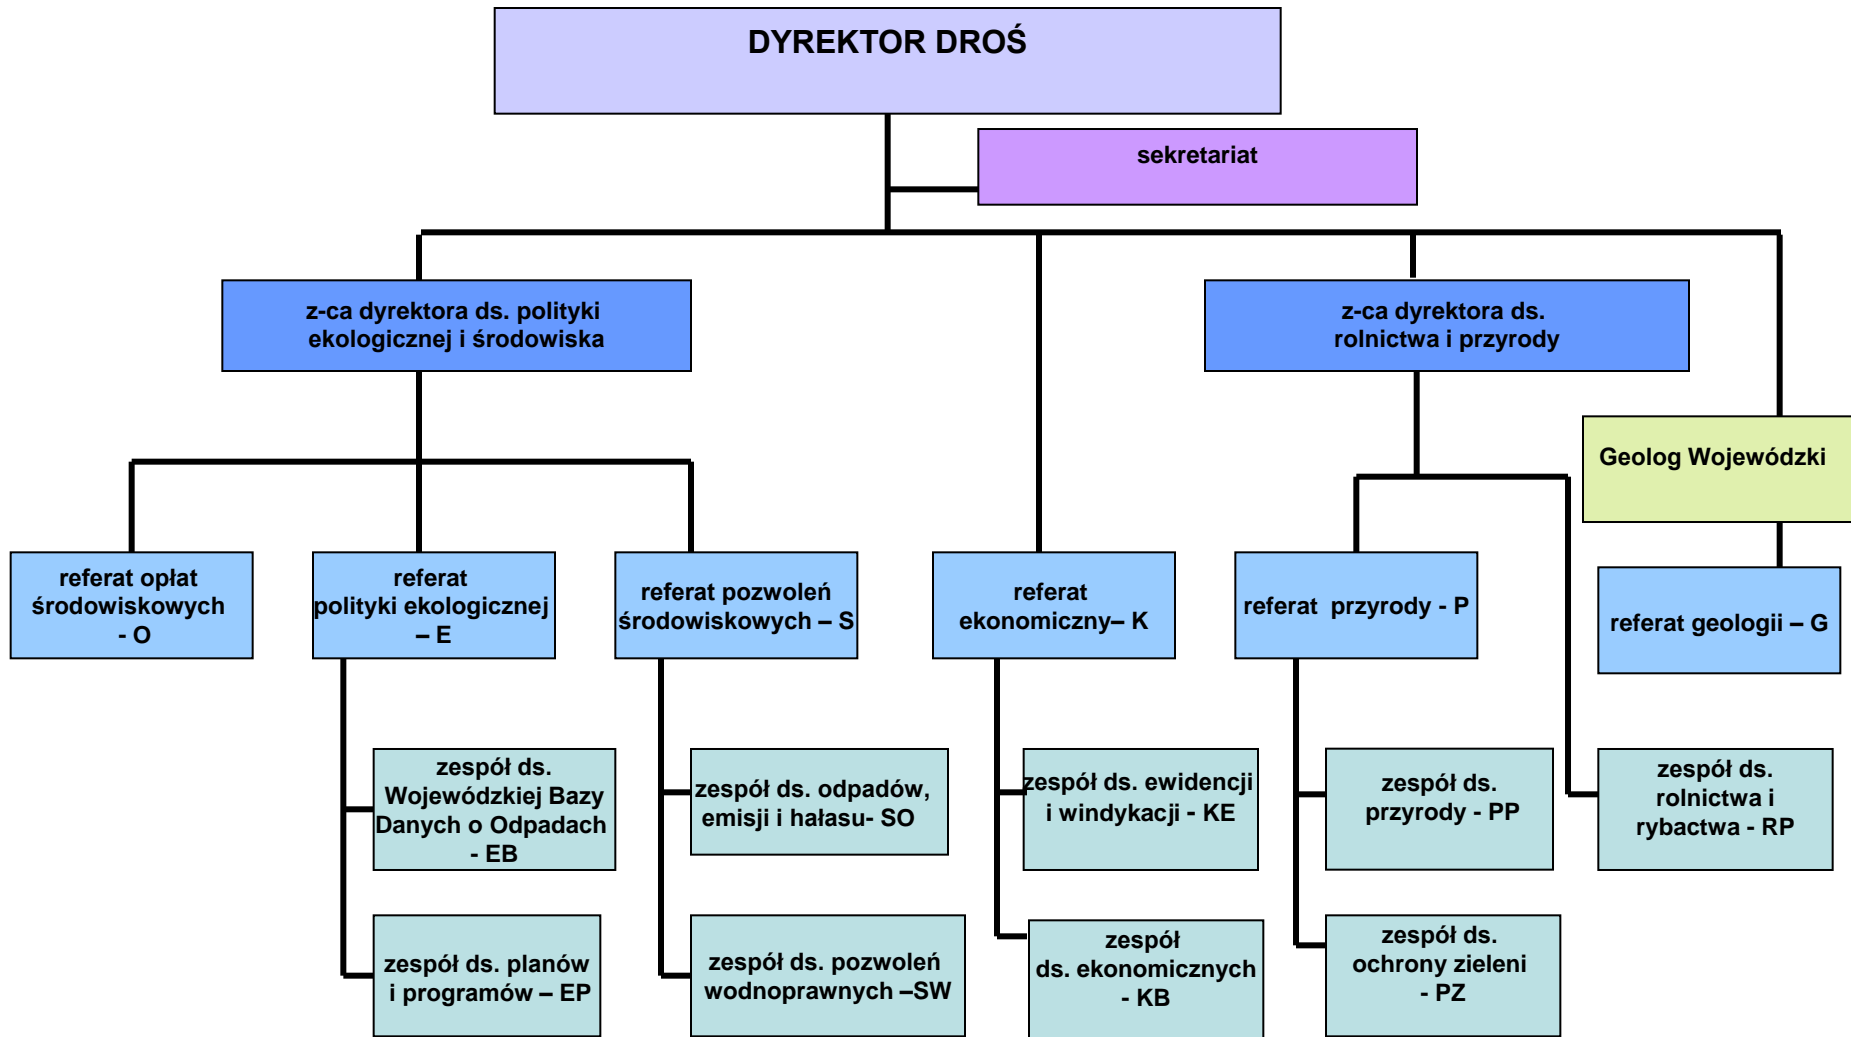 DYREKTOR DROŚ
sekretariat
z-ca dyrektora ds. polityki
ekologicznej i środowiska
z-ca dyrektora ds.
rolnictwa i przyrody
Geolog Wojewódzki
referat opłat
środowiskowych
- O
referat
polityki ekologicznej
– E
referat pozwoleń
środowiskowych – S
referat
ekonomiczny– K
referat przyrody - P
referat geologii – G
zespół ds.
Wojewódzkiej Bazy
Danych o Odpadach
- EB
zespół ds. odpadów,
emisji i hałasu- SO
zespół ds. ewidencji
i windykacji - KE
zespół ds.
przyrody - PP
zespół ds.
rolnictwa i
rybactwa - RP
zespół ds. planów
i programów – EP
zespół ds. pozwoleń
wodnoprawnych –SW
zespół
ds. ekonomicznych
- KB
zespół ds.
ochrony zieleni
- PZ